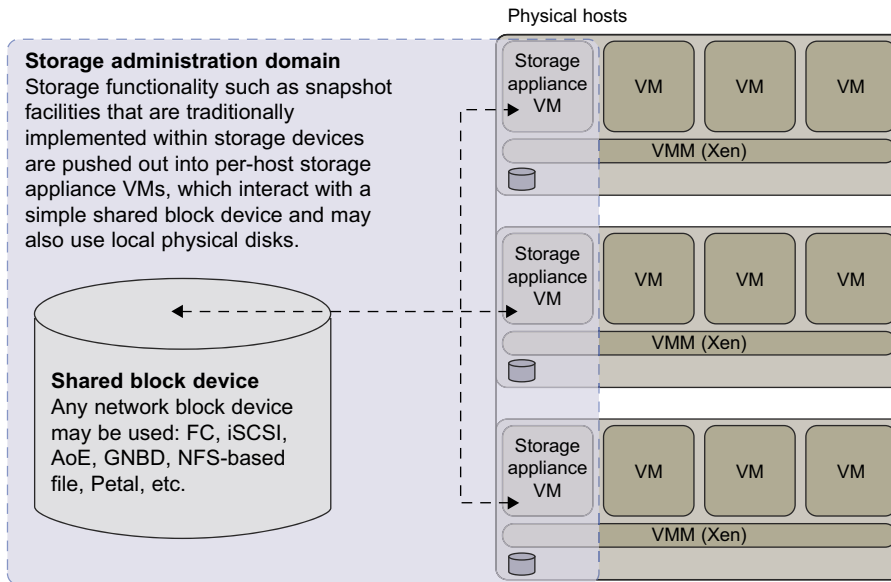 Physical hosts
Storage administration domain
Storage functionality such as snapshot
facilities that are traditionally
implemented within storage devices
are pushed out into per-host storage
appliance VMs, which interact with a
simple shared block device and may
also use local physical disks.
Shared block device
Any network block device
may be used: FC, iSCSI,
AoE, GNBD, NFS-based
file, Petal, etc.
Storage
appliance
VM
VM
VM
VM
VMM (Xen)
Storage
appliance
VM
VM
VM
VM
VMM (Xen)
Storage
appliance
VM
VM
VM
VM
VMM (Xen)